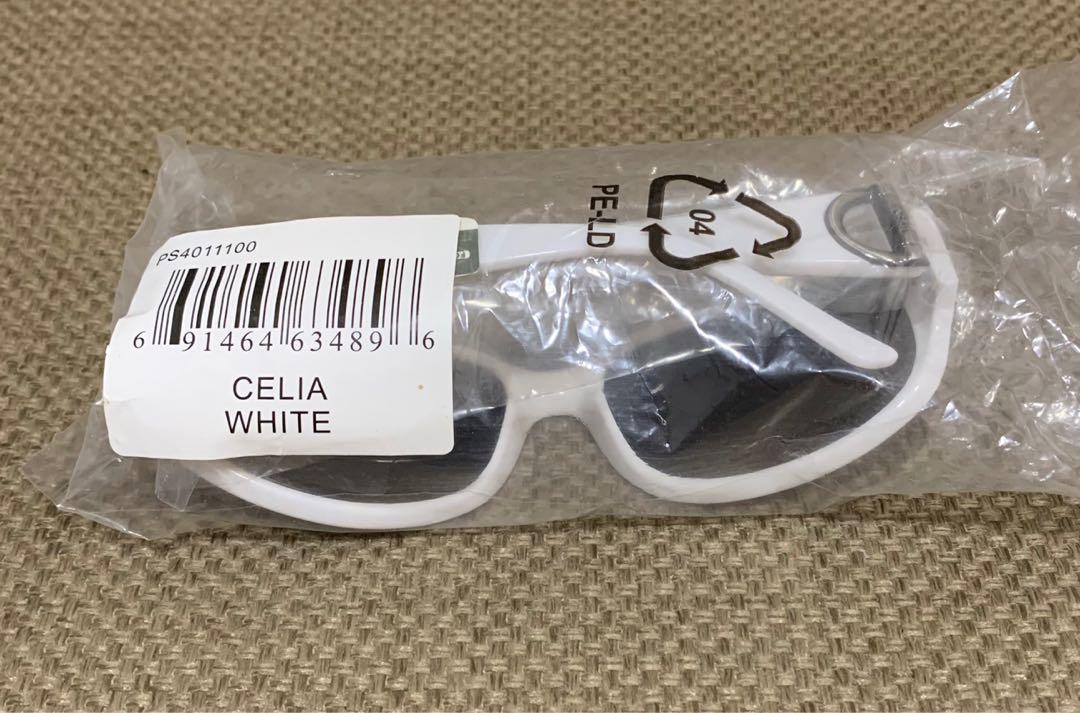 PS4011100
6 91464 63489 6
CELIA
WHITE
PE-LD
04